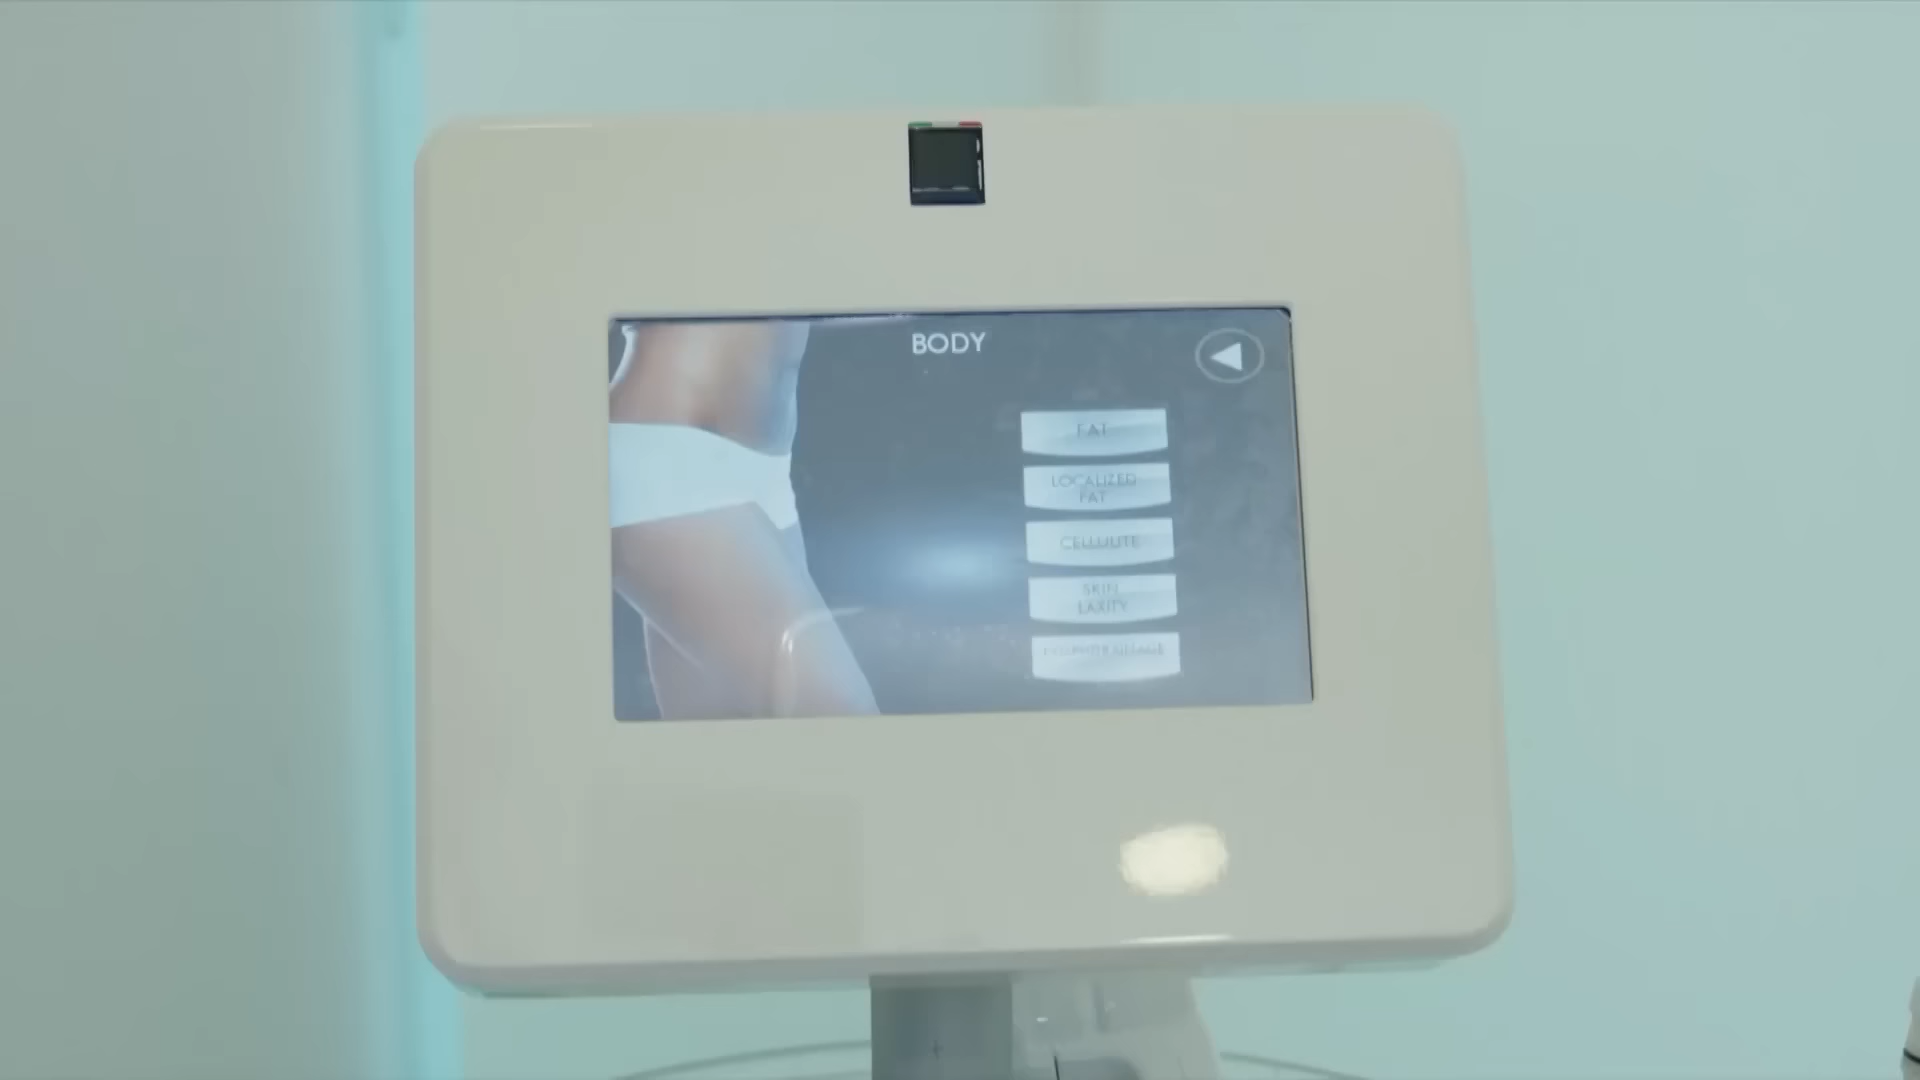 BODY
FAT
LOCALIZED
FAT
CELLULITE
SKIN
LAXITY